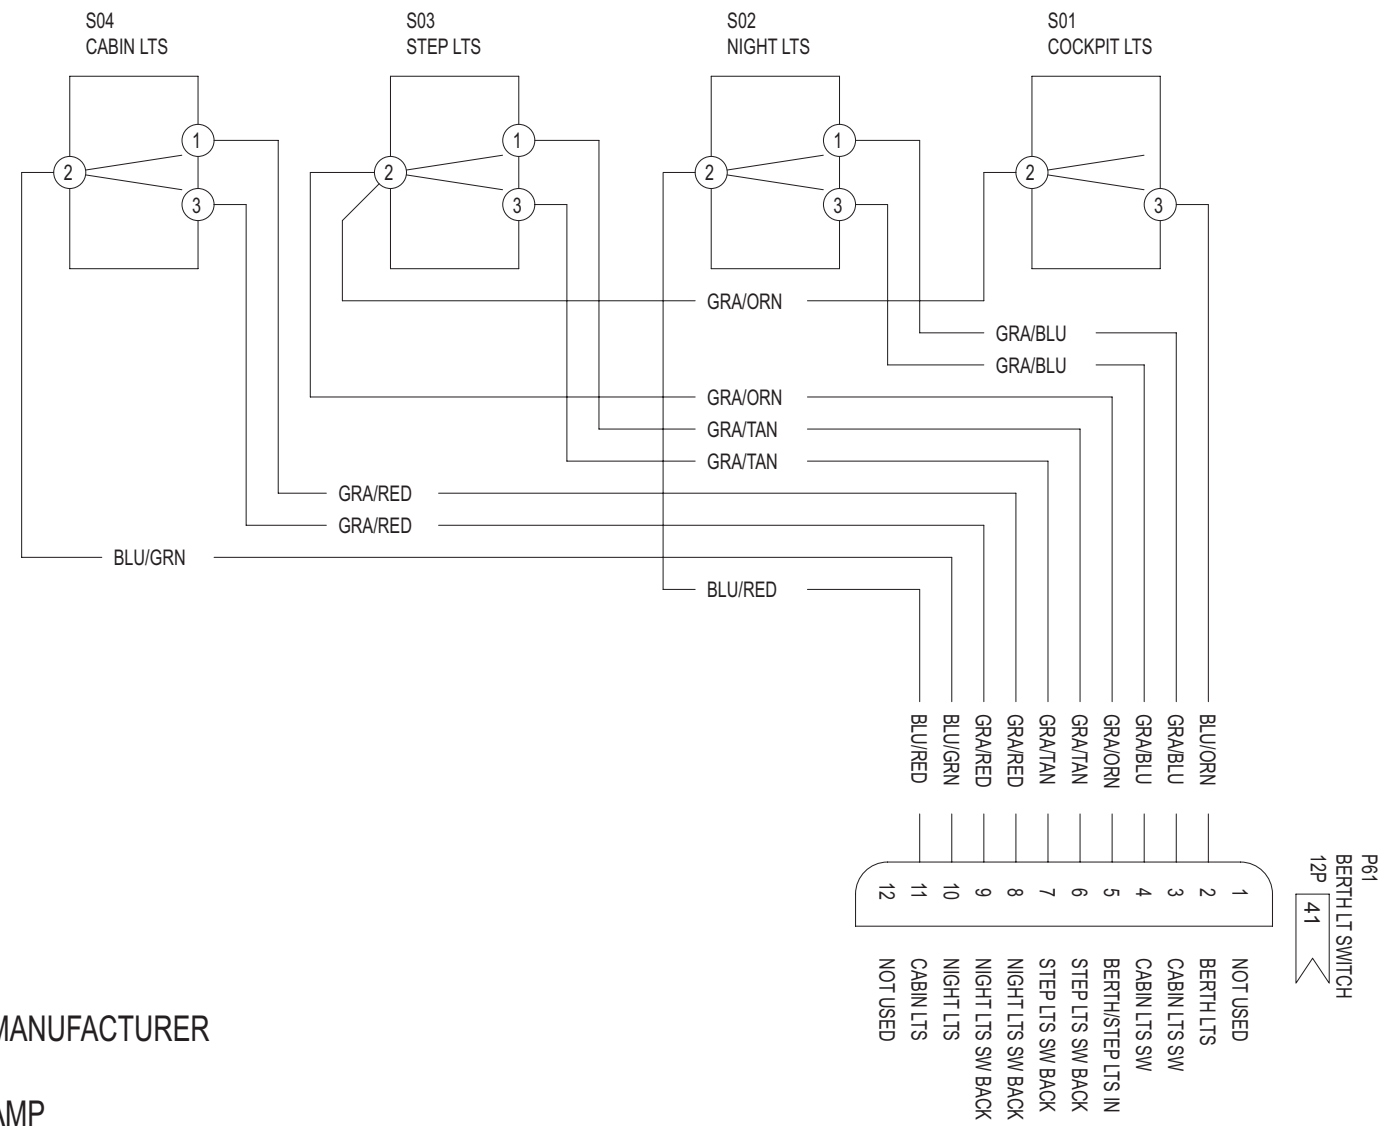 S04
CABIN LTS
S03
STEP LTS
S02
NIGHT LTS
S01
COCKPIT LTS
1
2
3
1
2
3
1
2
3
2
3
GRA/ORN
GRA/BLU
GRA/BLU
GRA/ORN
GRA/TAN
GRA/TAN
GRA/RED
GRA/RED
BLU/GRN
BLU/RED
BLU/RED
BLU/GRN
GRA/RED
GRA/RED
GRA/TAN
GRA/TAN
GRA/ORN
GRA/BLU
GRA/BLU
BLU/ORN
P61
BERTH LT SWITCH
12P
41
12
11
10
9
8
7
6
5
4
3
2
1
NOT USED
CABIN LTS
NIGHT LTS
NIGHT LTS SW BACK
NIGHT LTS SW BACK
STEP LTS SW BACK
STEP LTS SW BACK
BERTH/STEP LTS IN
CABIN LTS SW
CABIN LTS SW
BERTH LTS
NOT USED
MANUFACTURER
AMP